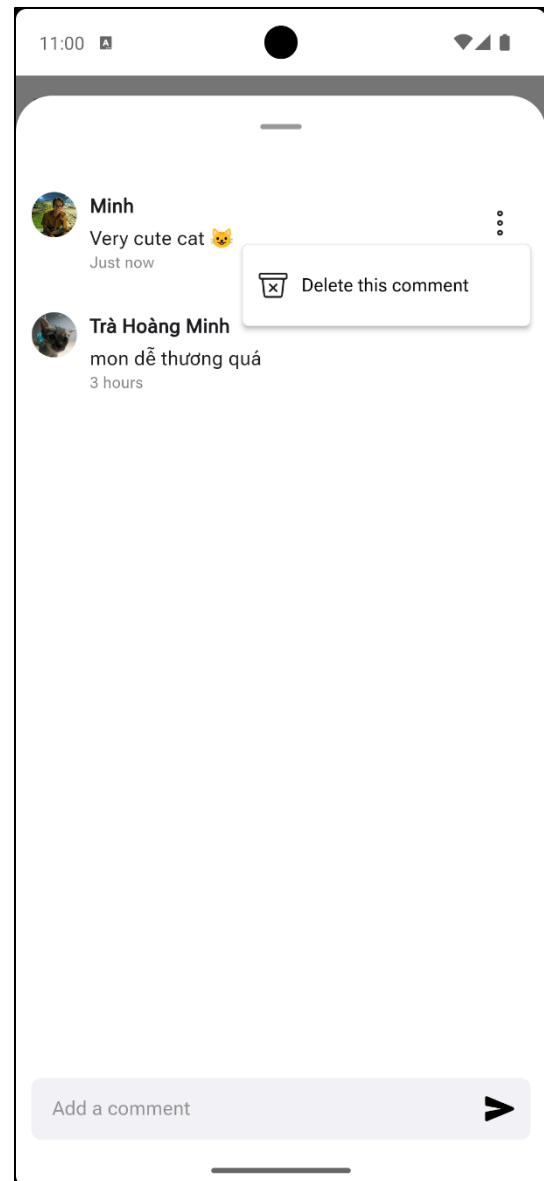 11:00 A
Minh
Very cute cat 😼
Just now
Delete this comment
Trà Hoàng Minh
mon dễ thương quá
3 hours
Add a comment